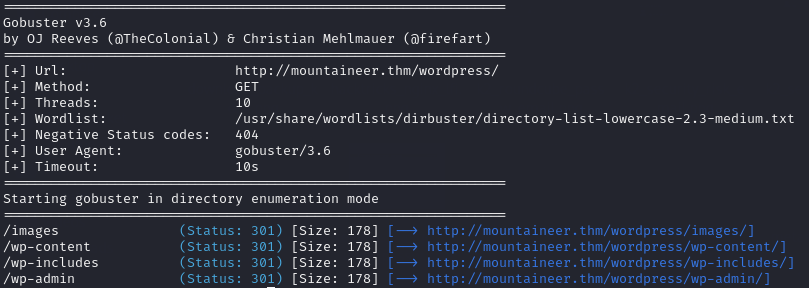 ===============================================================
Gobuster v3.6
by OJ Reeves (@TheColonial) & Christian Mehlmauer (@firefart)
===============================================================
[+] Url:                     http://mountaineer.thm/wordpress/
[+] Method:                  GET
[+] Threads:                 10
[+] Wordlist:                /usr/share/wordlists/dirbuster/directory-list-lowercase-2.3-medium.txt
[+] Negative Status codes:   404
[+] User Agent:              gobuster/3.6
[+] Timeout:                 10s
===============================================================
Starting gobuster in directory enumeration mode
===============================================================
/images               (Status: 301) [Size: 178] [--> http://mountaineer.thm/wordpress/images/]
/wp-content           (Status: 301) [Size: 178] [--> http://mountaineer.thm/wordpress/wp-content/]
/wp-includes          (Status: 301) [Size: 178] [--> http://mountaineer.thm/wordpress/wp-includes/]
/wp-admin             (Status: 301) [Size: 178] [--> http://mountaineer.thm/wordpress/wp-admin/]